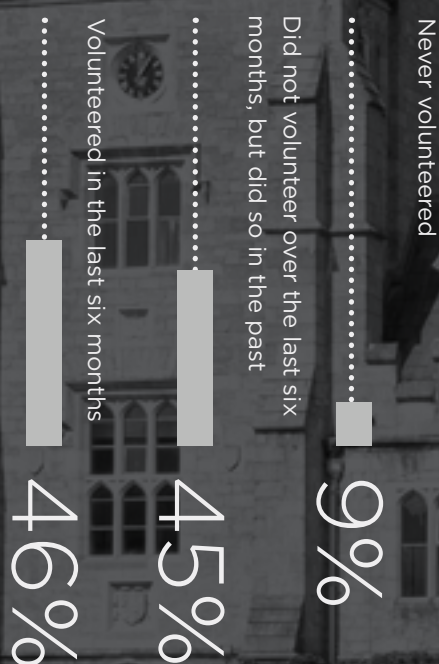 Never volunteered
9%
Did not volunteer over the last six
months, but did so in the past
45%
Volunteered in the last six months
46%